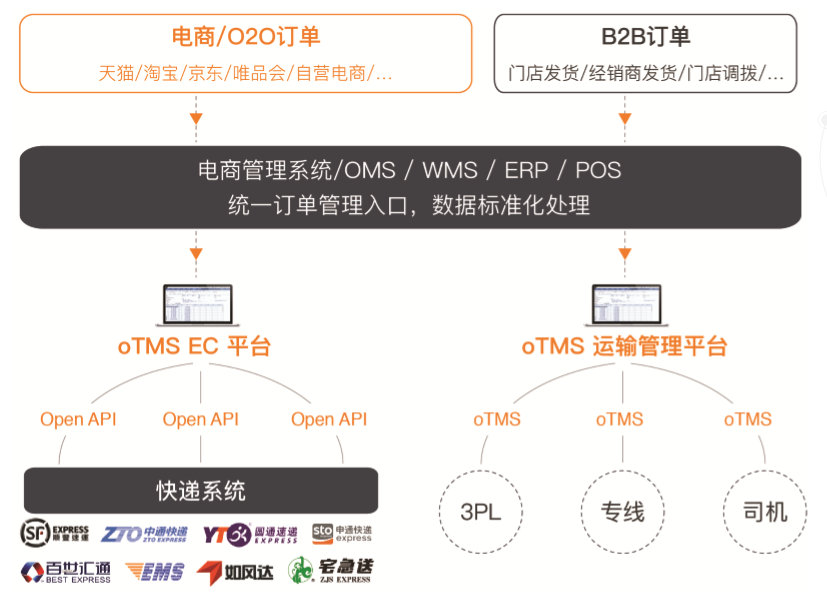 电商/O2O订单
天猫/淘宝/京东/唯品会/自营电商/...
B2B订单
门店发货/经销商发货/门店调拨/...
电商管理系统/OMS / WMS / ERP / POS
统一订单管理入口，数据标准化处理
oTMS EC 平台
oTMS 运输管理平台
Open API
Open API
Open API
oTMS
oTMS
oTMS
快递系统
3PL
专线
司机
SF EXPRESS
顺丰速运
ZTO 中通快递
ZTO EXPRESS
YTO 圆通速递
EXPRESS
sto 申通快递
express
百世汇通
BEST EXPRESS
EMS
如风达
宅急送
ZJS EXPRESS